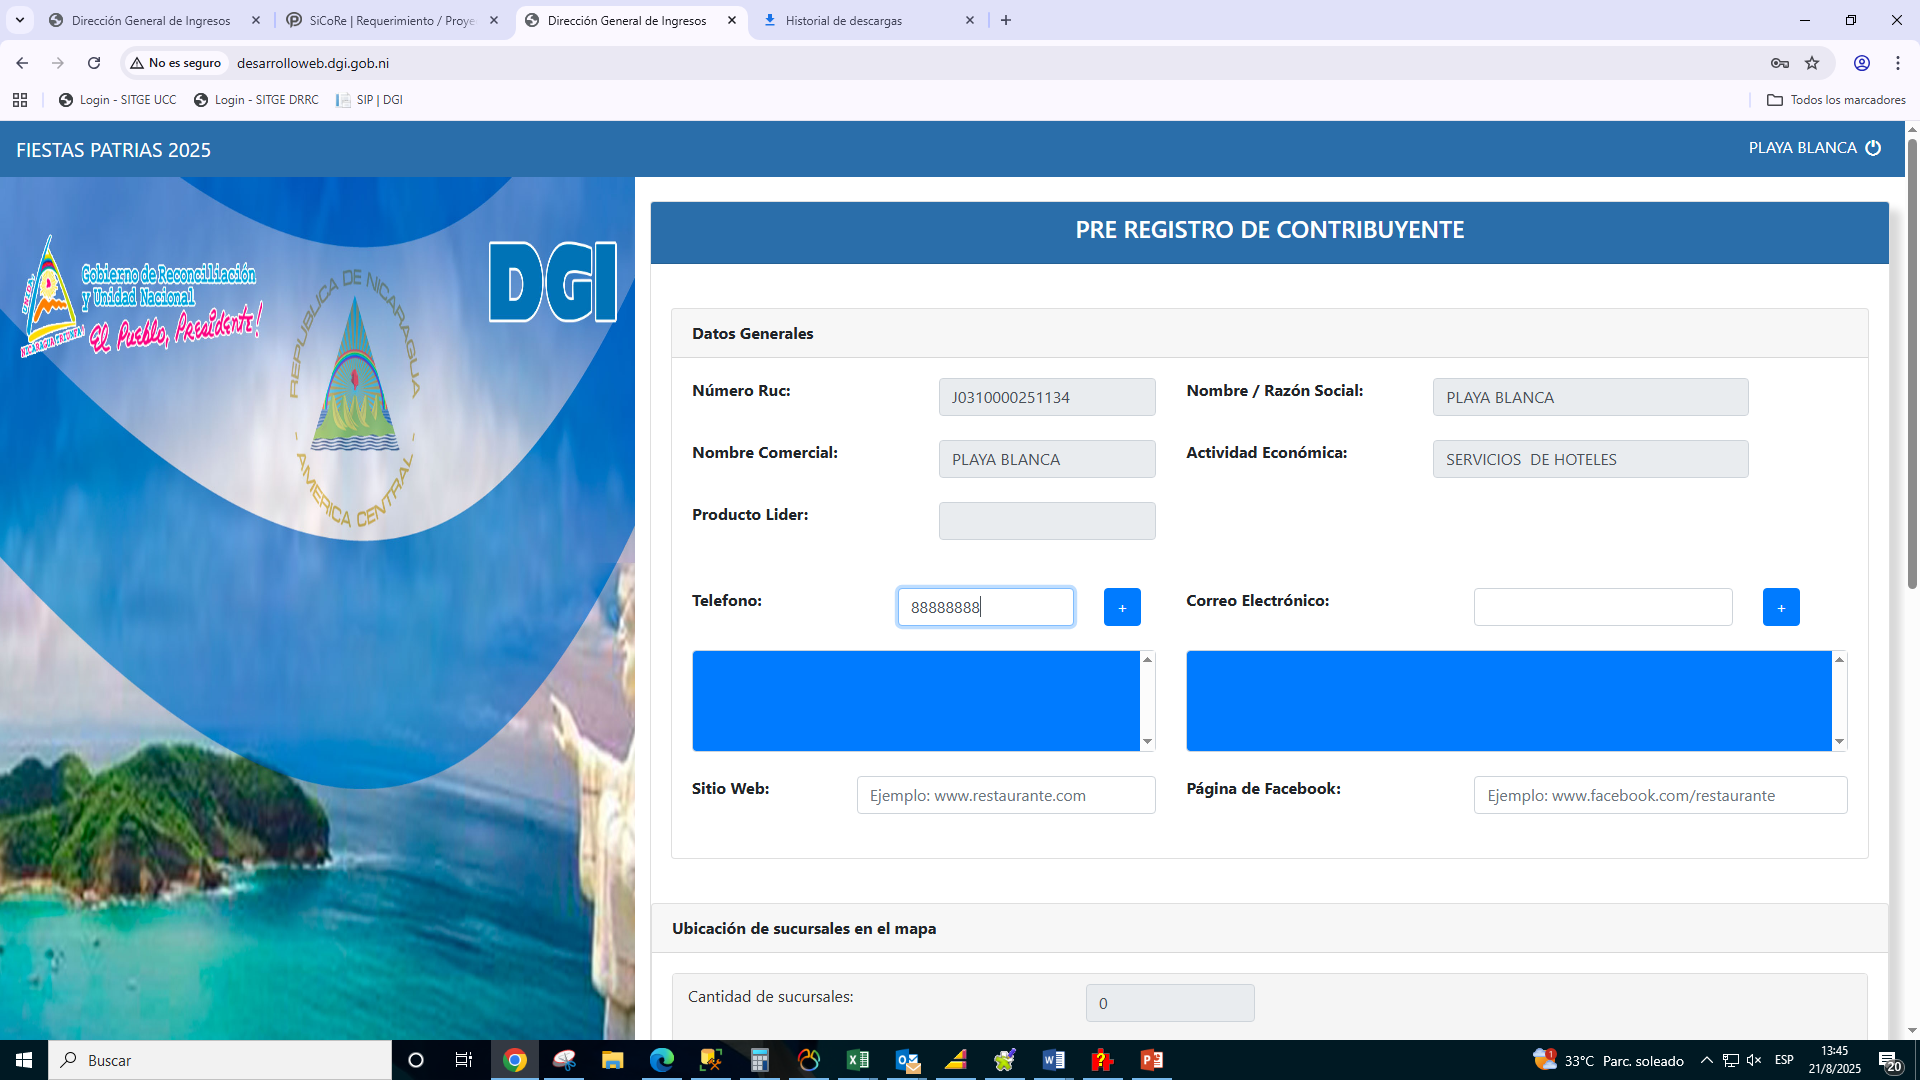 Dirección General de Ingresos
SiCoRe | Requerimiento / Proye
Dirección General de Ingresos
Historial de descargas
No es seguro
desarrolloweb.dgi.gob.ni
Login - SITGE UCC
Login - SITGE DRRC
SIP | DGI
Todos los marcadores
FIESTAS PATRIAS 2025
PLAYA BLANCA
Gobierno de Reconciliación
y Unidad Nacional
El Pueblo, Presidente!
UNIDA
NICARAGUA TRIUNFA
REPUBLICA DE NICARAGUA
AMERICA CENTRAL
DGI
PRE REGISTRO DE CONTRIBUYENTE
Datos Generales
Número Ruc:
J0310000251134
Nombre / Razón Social:
PLAYA BLANCA
Nombre Comercial:
PLAYA BLANCA
Actividad Económica:
SERVICIOS  DE HOTELES
Producto Lider:
Telefono:
88888888
+
Correo Electrónico:
+
Sitio Web:
Ejemplo: www.restaurante.com
Página de Facebook:
Ejemplo: www.facebook.com/restaurante
Ubicación de sucursales en el mapa
Cantidad de sucursales:
0
Buscar
33°C Parc. soleado
ESP
13:45
21/8/2025
20